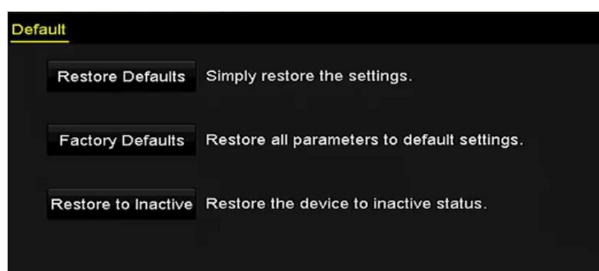 Default
Restore Defaults Simply restore the settings.
Factory Defaults Restore all parameters to default settings.
Restore to Inactive Restore the device to inactive status.